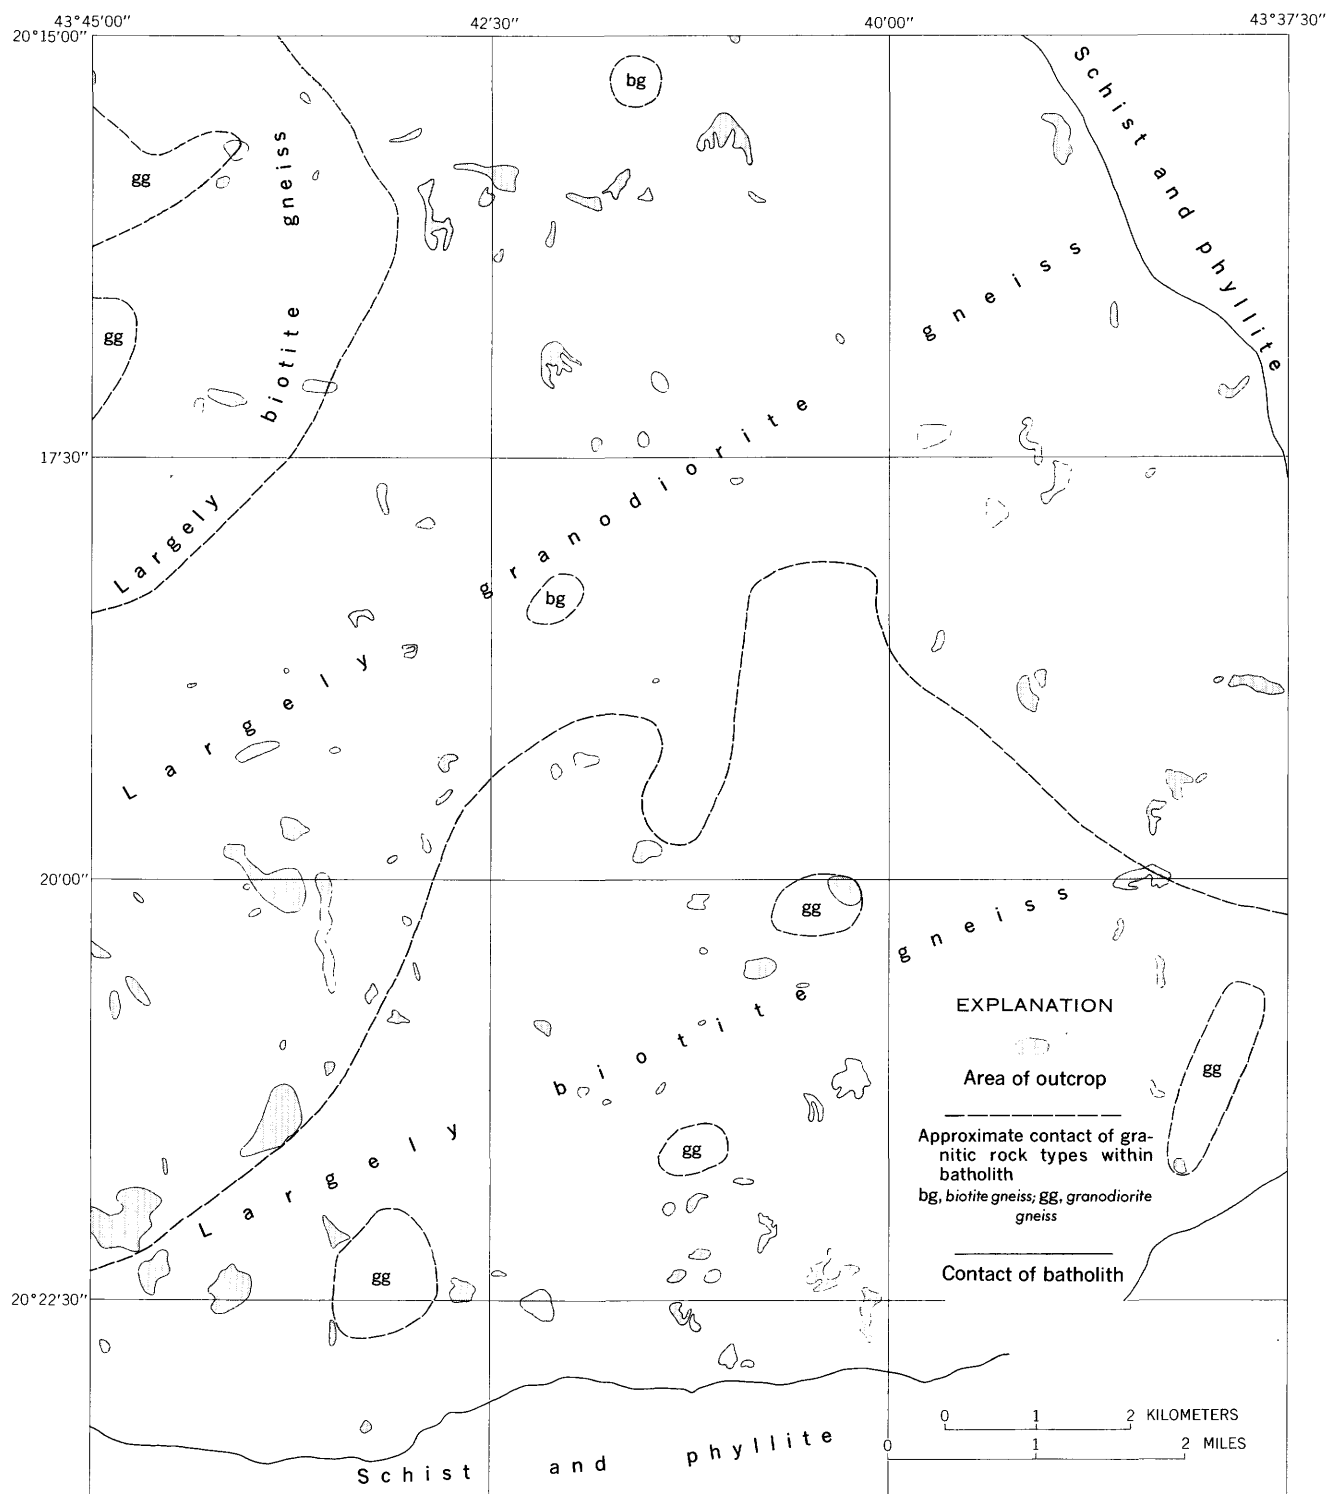 43°45'00" 42'30" 40'00" 43°37'30"
20°15'00"
bg
Schist and phyllite
gg
biotite gneiss
gneiss
gg
granodiorite
17'30"
Largely
bg
Largely
20'00"
gg
gneiss
biotite
EXPLANATION
Area of outcrop
gg
Approximate contact of gra-
nitic rock types within
batholith
bg, biotite gneiss; gg, granodiorite
gneiss
gg
Largely
Contact of batholith
gg
20°22'30"
0 1 2 KILOMETERS
0 1 2 MILES
Schist and phyllite